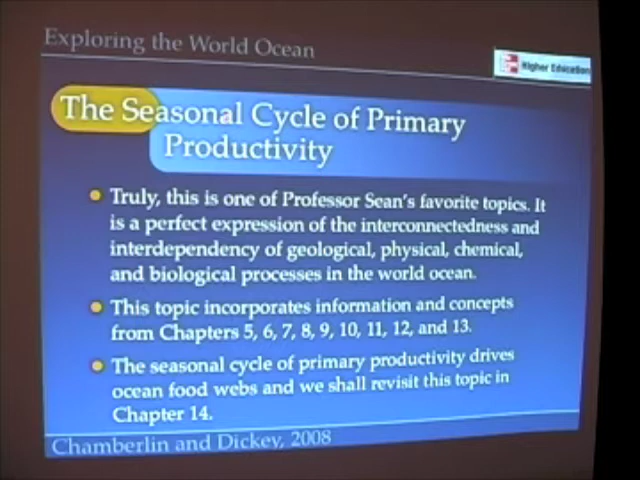 Exploring the World Ocean
Higher Education
The Seasonal Cycle of Primary
Productivity
Truly, this is one of Professor Sean's favorite topics. It
is a perfect expression of the interconnectedness and
interdependency of geological, physical, chemical,
and biological processes in the world ocean.
This topic incorporates information and concepts
from Chapters 5, 6, 7, 8, 9, 10, 11, 12, and 13.
The seasonal cycle of primary productivity drives
ocean food webs and we shall revisit this topic in
Chapter 14.
Chamberlin and Dickey, 2008